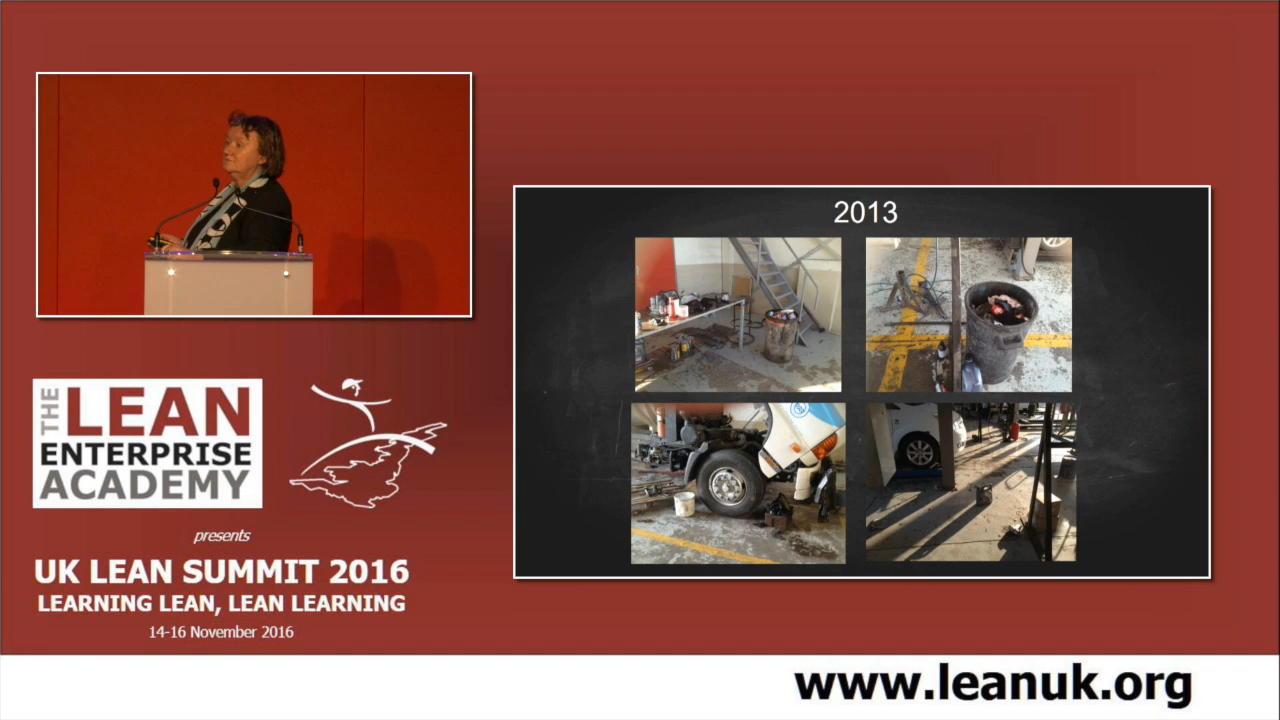 2013
THE
LEAN
ENTERPRISE
ACADEMY
presents
UK LEAN SUMMIT 2016
LEARNING LEAN, LEAN LEARNING
14-16 November 2016
www.leanuk.org